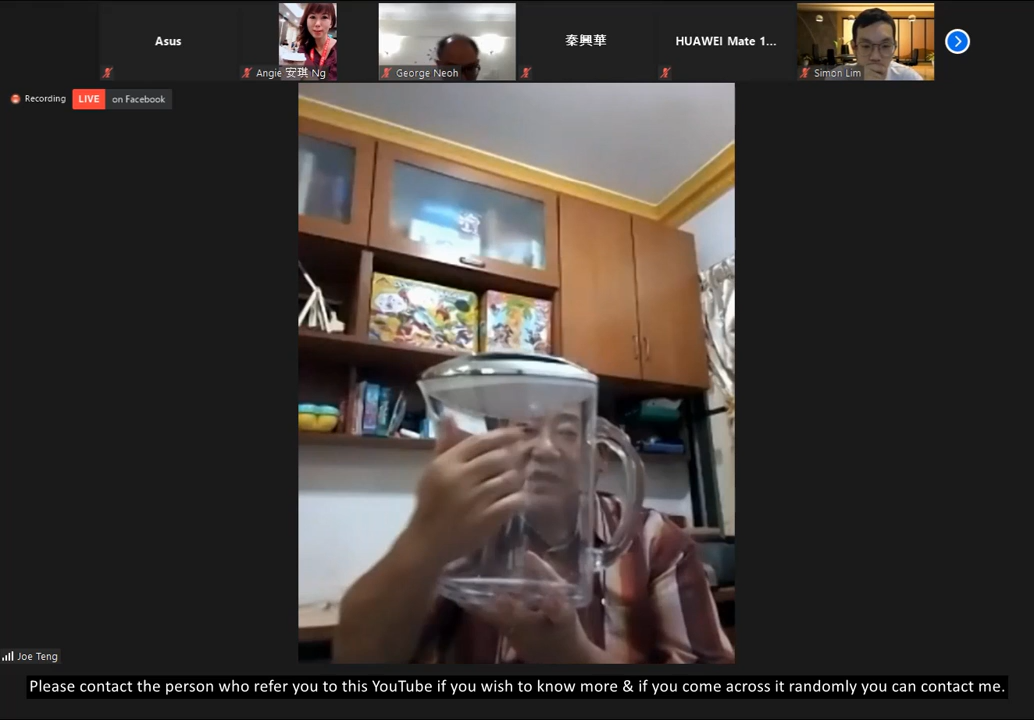 Asus
Angie 安琪 Ng
George Neoh
秦興華
HUAWEI Mate 1...
Simon Lim
Recording
LIVE on Facebook
Joe Teng
Please contact the person who refer you to this YouTube if you wish to know more & if you come across it randomly you can contact me.